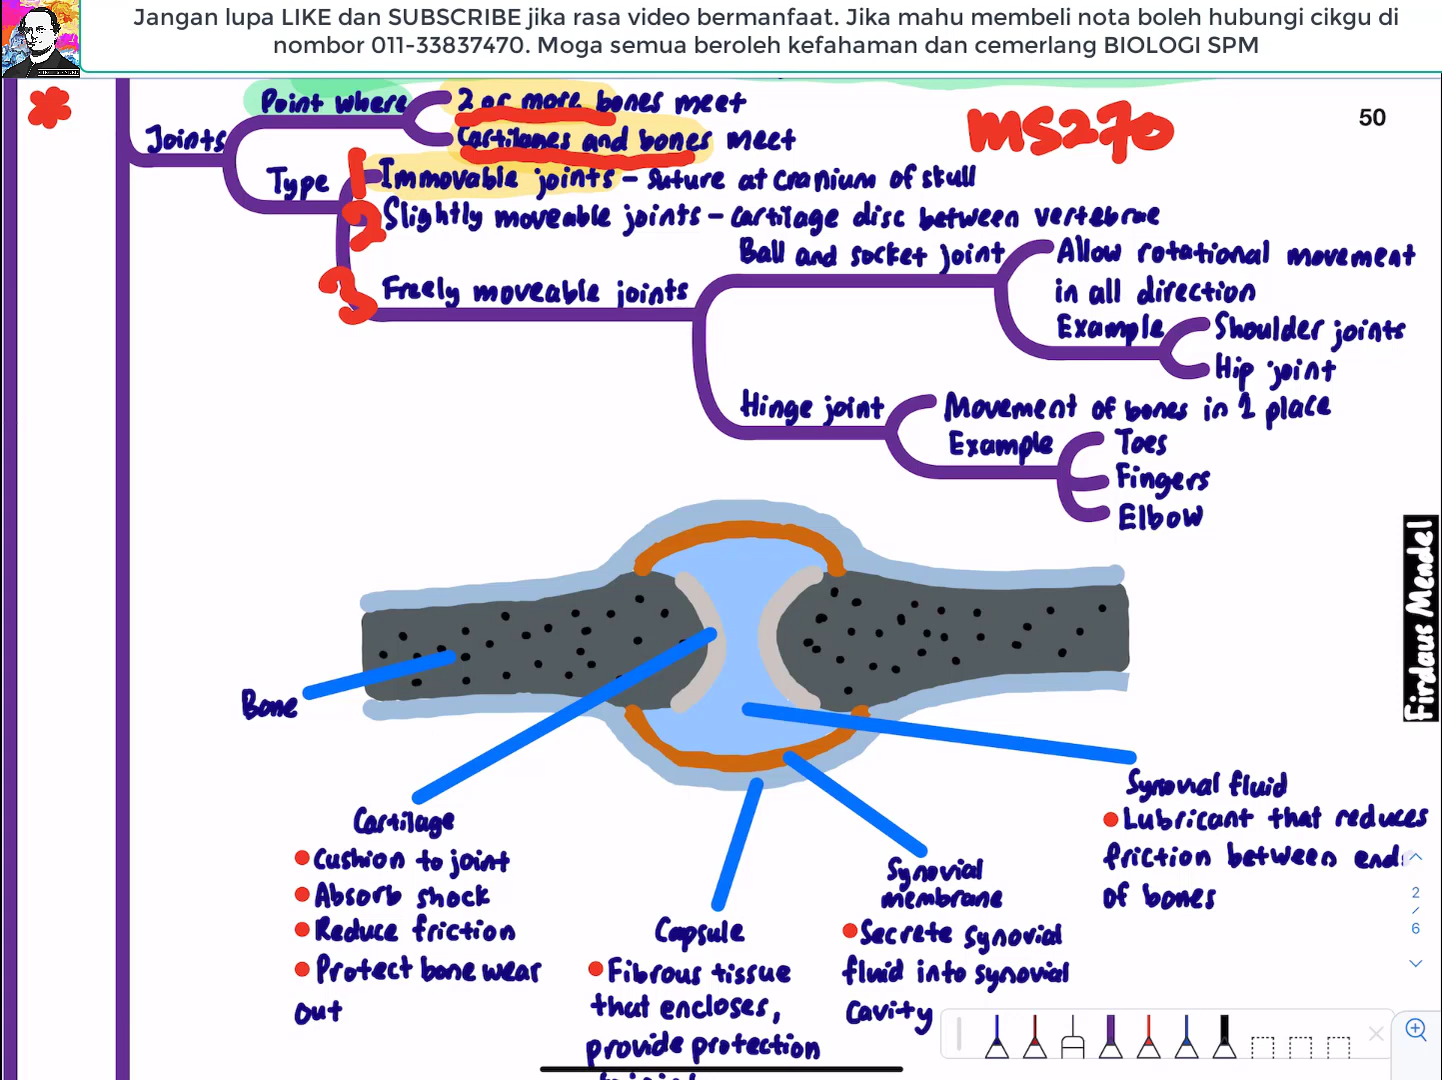 Jangan lupa LIKE dan SUBSCRIBE jika rasa video bermanfaat. Jika mahu membeli nota boleh hubungi cikgu di
nombor 011-33837470. Moga semua beroleh kefahaman dan cemerlang BIOLOGI SPM
Joints
Point where
2 or more bones meet
Cartilages and bones meet
MS270
50
Type
1 Immovable joints - suture at cranium of skull
2 Slightly moveable joints - cartilage disc between vertebrae
3 Freely moveable joints
Ball and socket joint
Allow rotational movement
in all direction
Example
Shoulder joints
Hip joint
Hinge joint
Movement of bones in 1 place
Example
Toes
Fingers
Elbow
Firdaus Mendel
Bone
Cartilage
Cushion to joint
Absorb shock
Reduce friction
Protect bone wear
out
Capsule
Fibrous tissue
that encloses,
provide protection
Synovial
membrane
Secrete synovial
fluid into synovial
cavity
Synovial fluid
Lubricant that reduces
friction between ends
of bones
2
/
6